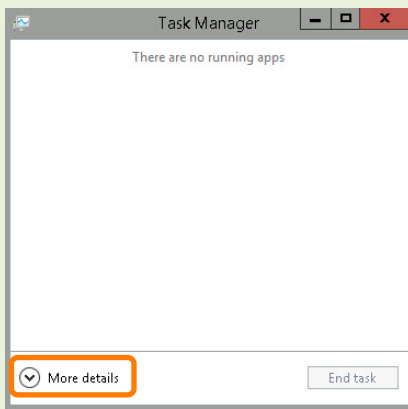 Task Manager
There are no running apps
More details
End task